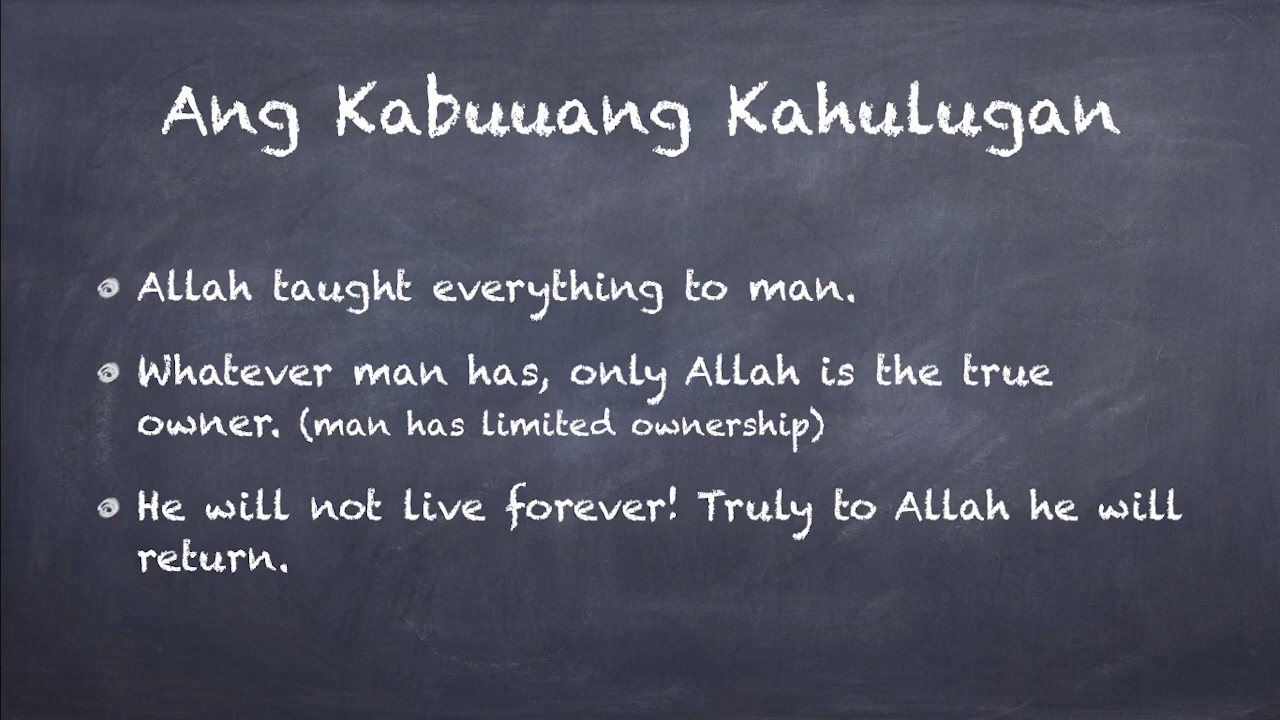 Ang Kabuuang Kahulugan
Allah taught everything to man.
Whatever man has, only Allah is the true
owner. (man has limited ownership)
He will not live forever! Truly to Allah he will
return.